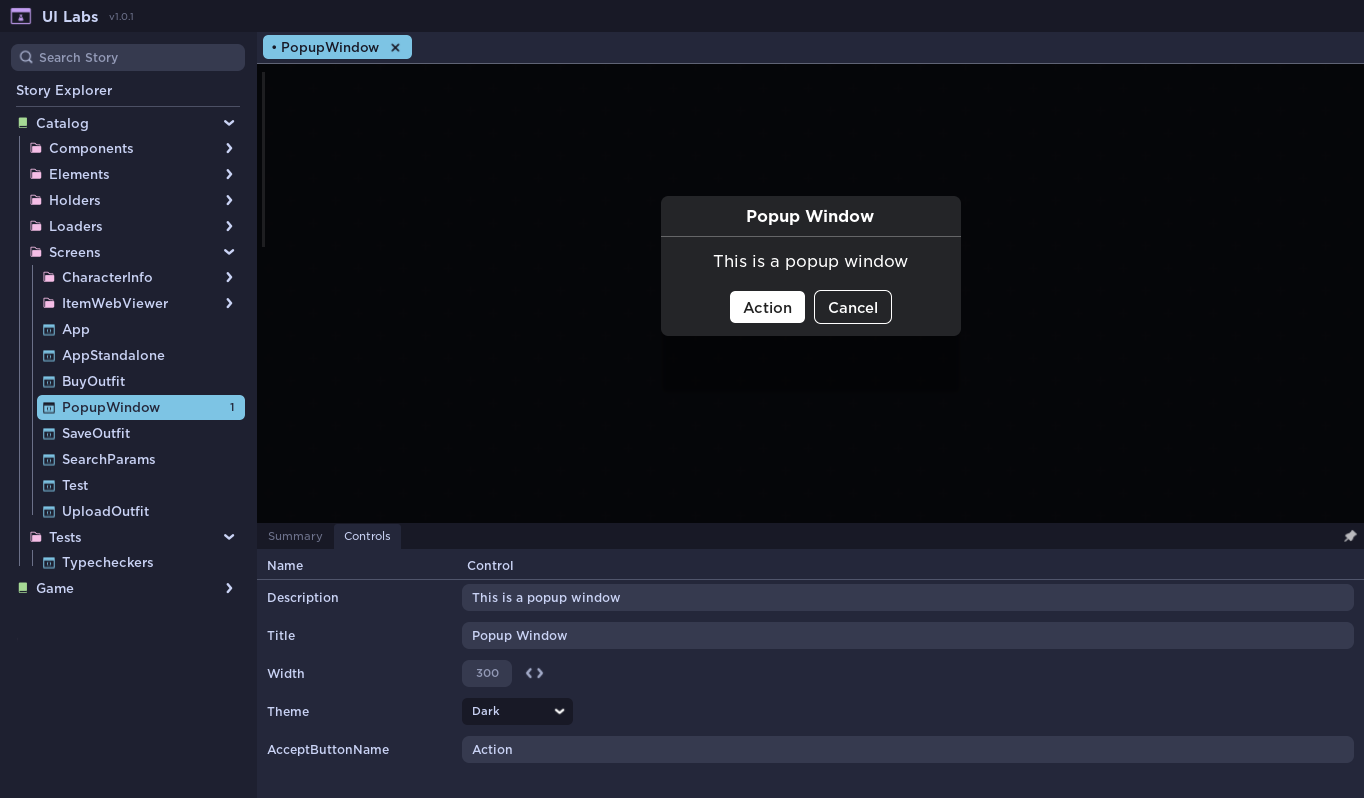 UI Labs v1.0.1
Search Story
Story Explorer
Catalog
Components
Elements
Holders
Loaders
Screens
CharacterInfo
ItemWebViewer
App
AppStandalone
BuyOutfit
PopupWindow 1
SaveOutfit
SearchParams
Test
UploadOutfit
Tests
Typecheckers
Game
• PopupWindow
Popup Window
This is a popup window
Action Cancel
Summary Controls
Name Control
Description This is a popup window
Title Popup Window
Width 300
Theme Dark
AcceptButtonName Action